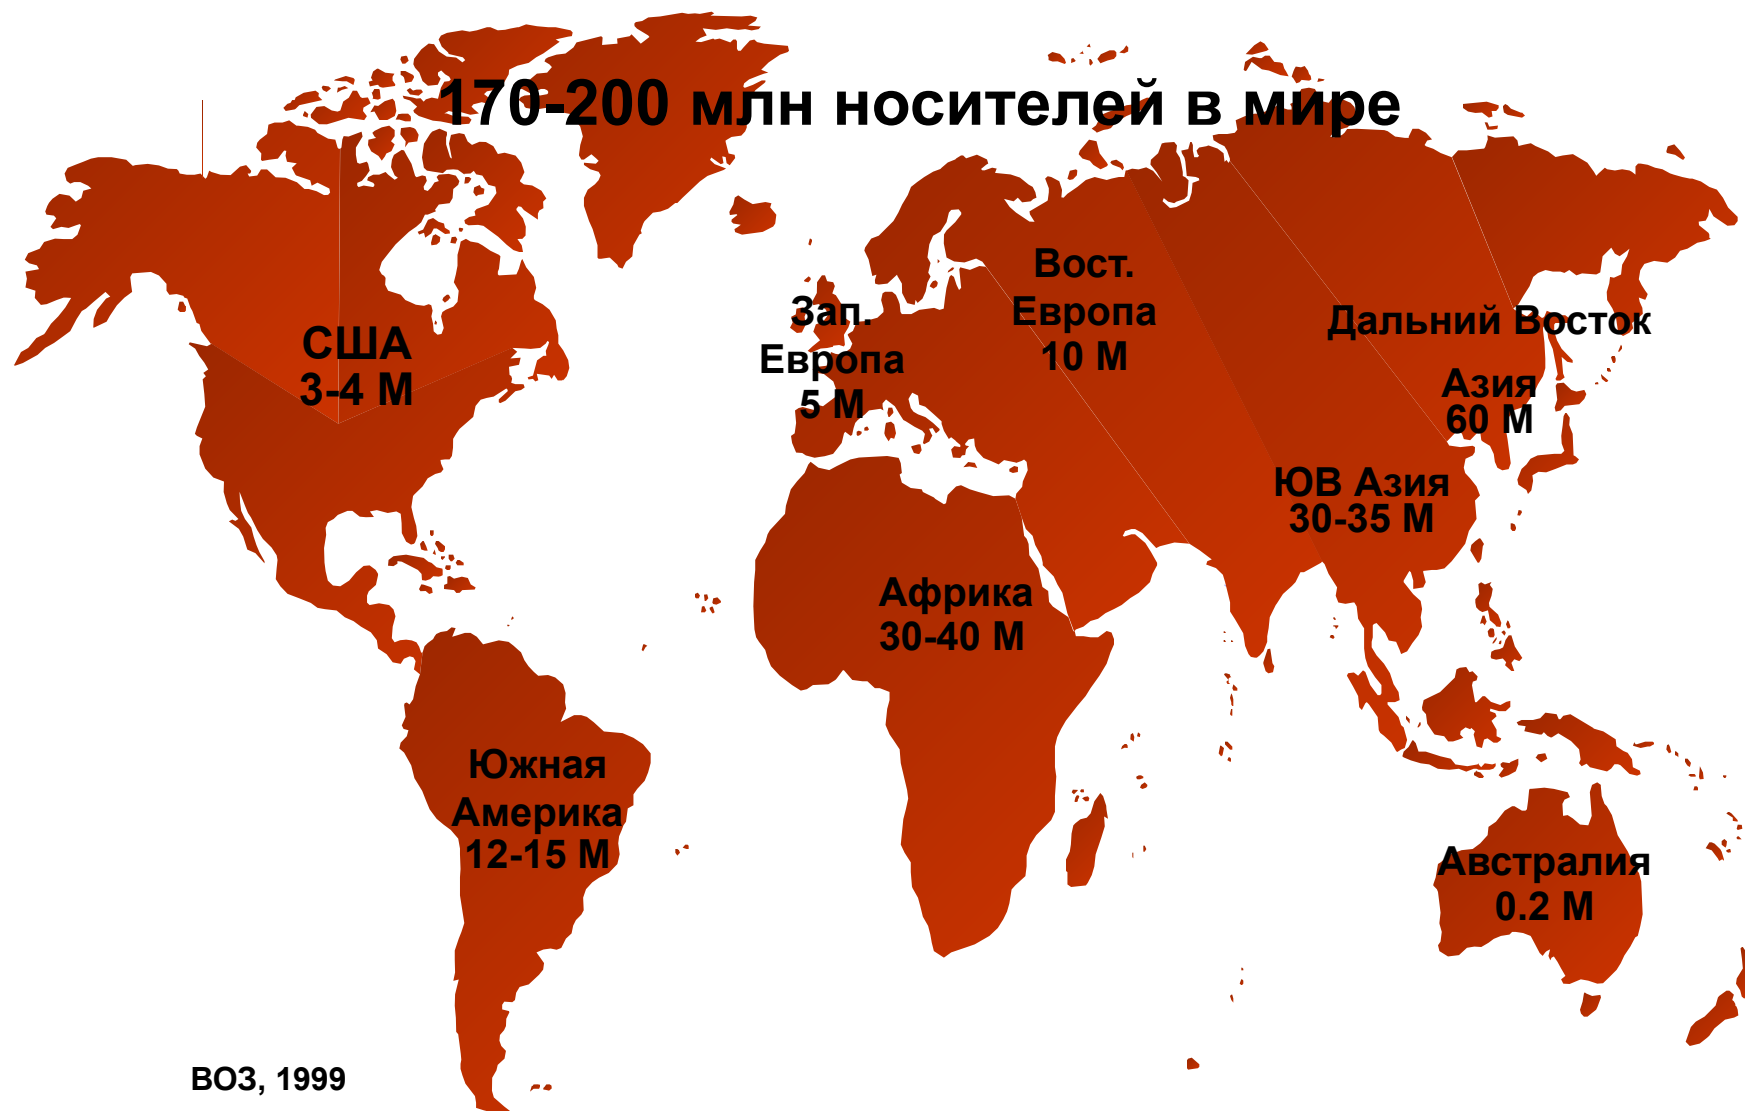 170-200 млн носителей в мире
США
3-4 М
Зап.
Европа
5 М
Вост.
Европа
10 М
Дальний Восток
Азия
60 М
ЮВ Азия
30-35 М
Африка
30-40 М
Южная
Америка
12-15 М
Австралия
0.2 М
ВОЗ, 1999